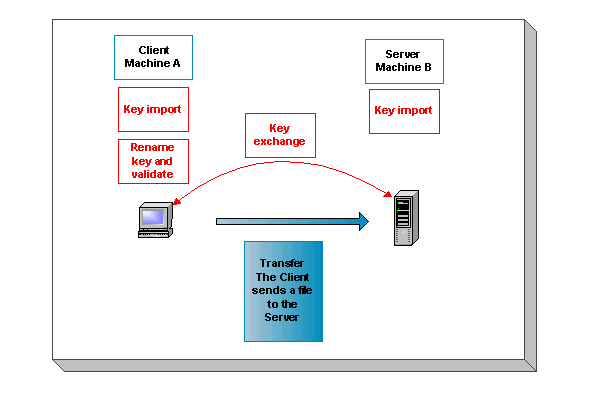 Client
Machine A
Server
Machine B
Key import
Key import
Key
exchange
Rename
key and
validate
Transfer
The Client
sends a file
to the
Server